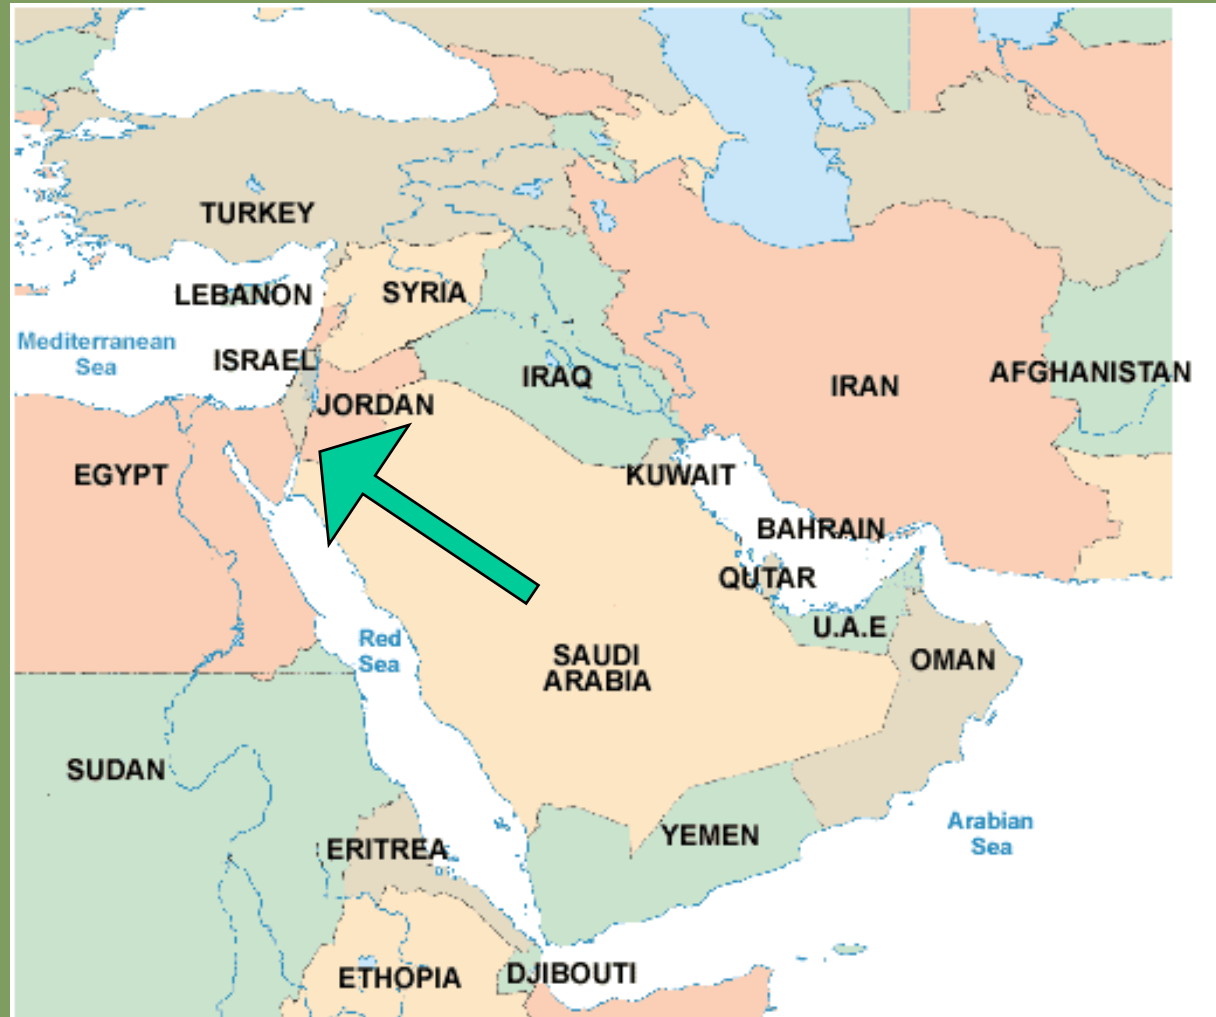 TURKEY
LEBANON
SYRIA
Mediterranean
Sea
ISRAEL
IRAQ
IRAN
AFGHANISTAN
JORDAN
EGYPT
KUWAIT
BAHRAIN
QUTAR
U.A.E
Red
Sea
SAUDI
ARABIA
OMAN
SUDAN
Arabian
Sea
YEMEN
ERITREA
ETHOPIA
DJIBOUTI